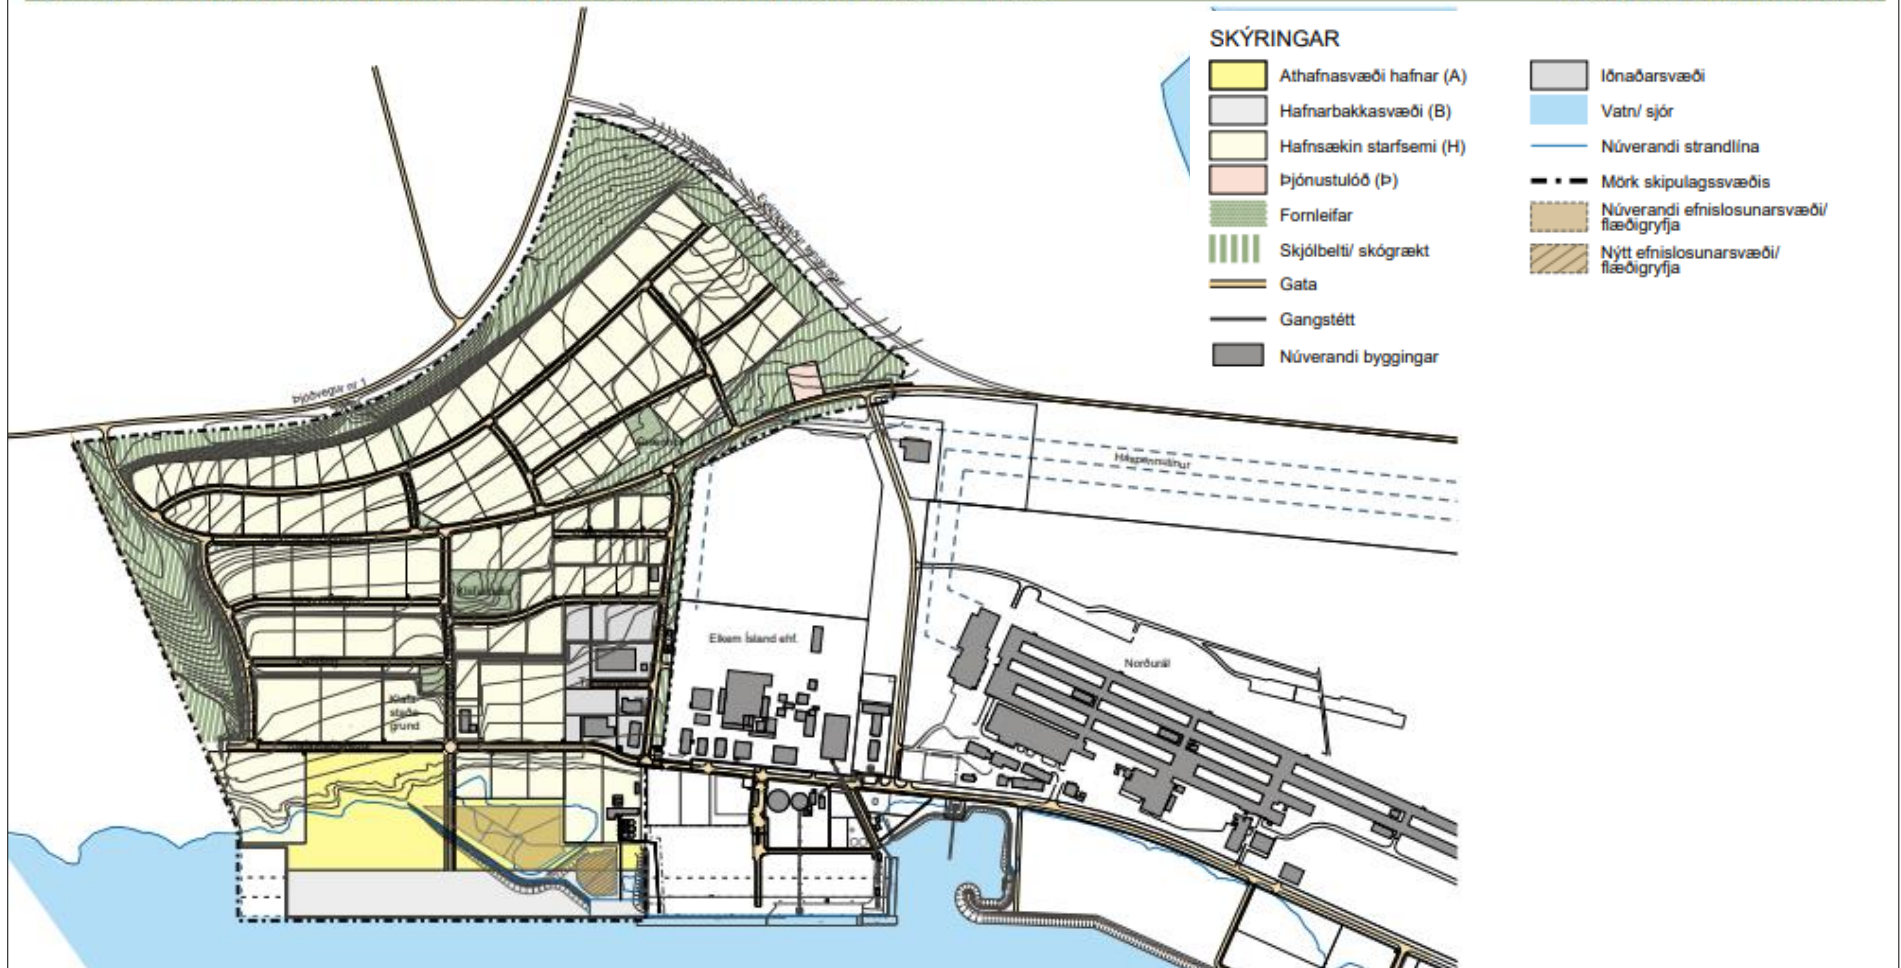 SKÝRINGAR
Athafnasvæði hafnar (A)
Hafnarbakkasvæði (B)
Hafnsækin starfsemi (H)
Þjónustulóð (Þ)
Fornleifar
Skjólbelti/ skógrækt
Gata
Gangstétt
Núverandi byggingar
Iðnaðarsvæði
Vatn/ sjór
Núverandi strandlína
Mörk skipulagssvæðis
Núverandi efnislosunarsvæði/
flæðigryfja
Nýtt efnislosunarsvæði/
flæðigryfja
Þjóðvegur nr 1
Háspennulínur
Elkem Ísland ehf.
Norðurál
Klafa-
staða-
grund